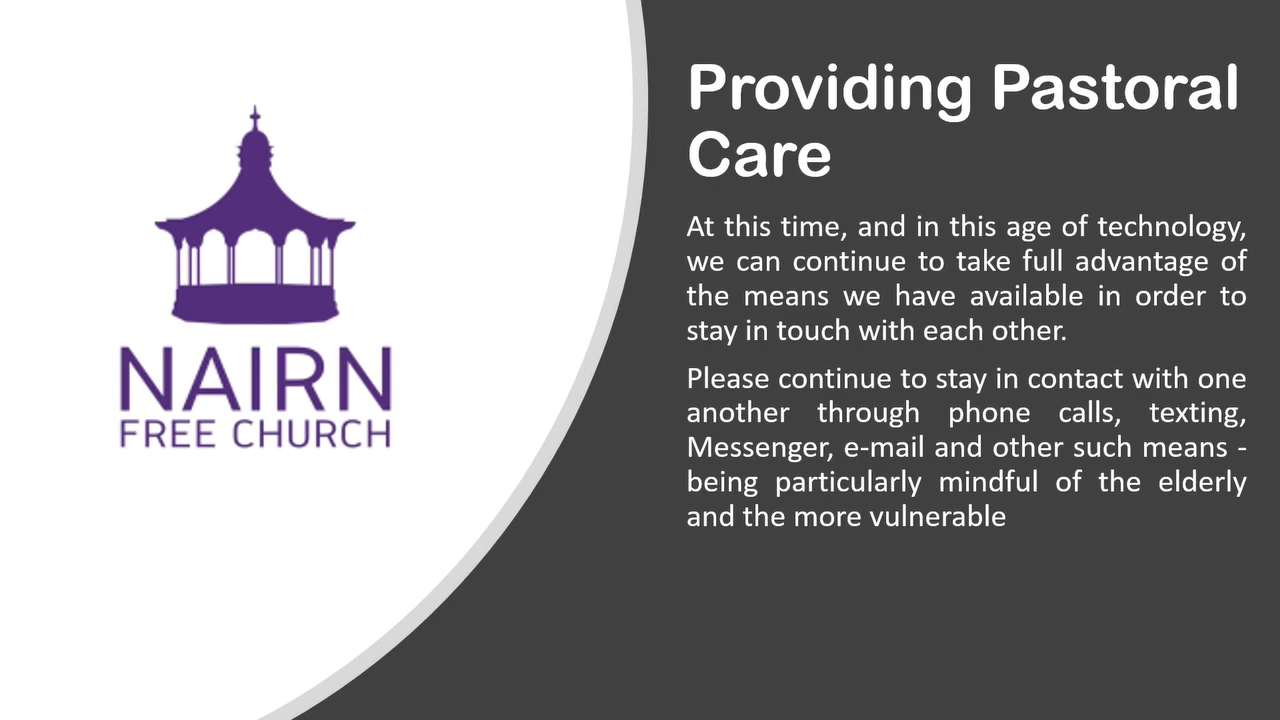 NAIRN
FREE CHURCH
Providing Pastoral
Care
At this time, and in this age of technology,
we can continue to take full advantage of
the means we have available in order to
stay in touch with each other.
Please continue to stay in contact with one
another through phone calls, texting,
Messenger, e-mail and other such means -
being particularly mindful of the elderly
and the more vulnerable